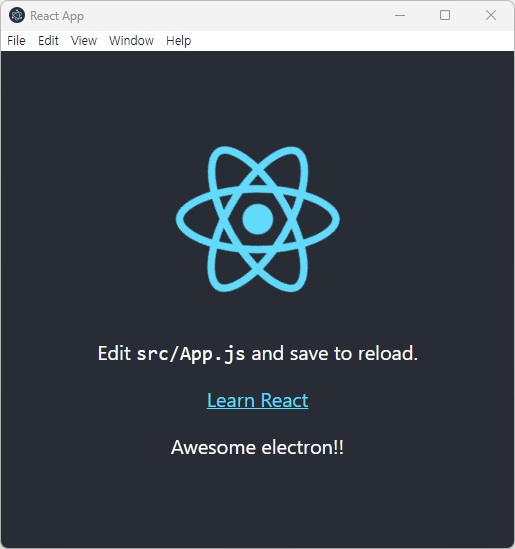 React App
File Edit View Window Help
Edit src/App.js and save to reload.
Learn React
Awesome electron!!